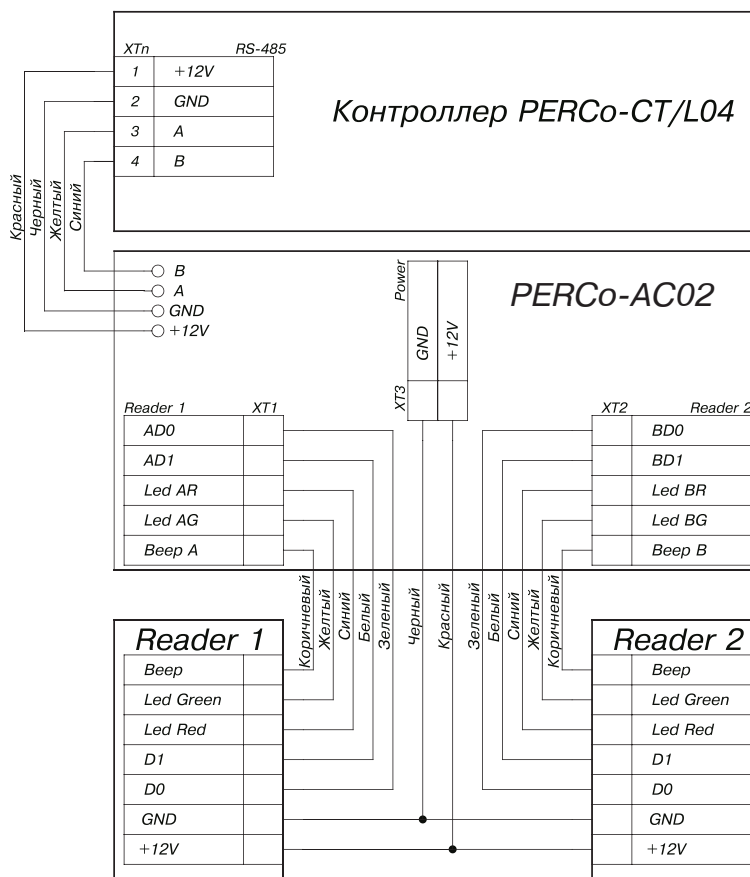 XTn RS-485
1 +12V
2 GND
3 A
4 B
Контроллер PERCo-CT/L04
Красный
Черный
Желтый
Синий
B
A
GND
+12V
Power
GND
+12V
XT3
PERCo-AC02
Reader 1 XT1
AD0
AD1
Led AR
Led AG
Beep A
XT2 Reader 2
BD0
BD1
Led BR
Led BG
Beep B
Коричневый
Желтый
Синий
Белый
Зеленый
Черный
Красный
Зеленый
Белый
Синий
Желтый
Коричневый
Reader 1
Beep
Led Green
Led Red
D1
D0
GND
+12V
Reader 2
Beep
Led Green
Led Red
D1
D0
GND
+12V